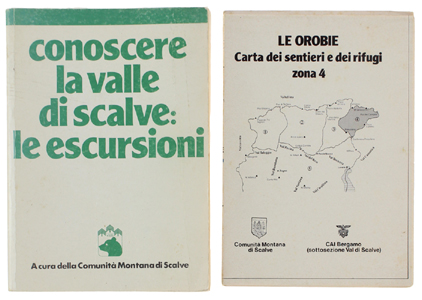 conoscere
la valle
di scalve:
le escursioni
A cura della Comunità Montana di Scalve
LE OROBIE
Carta dei sentieri e dei rifugi
zona 4
Comunità Montana
di Scalve
CAI Bergamo
(sottosezione Val di Scalve)